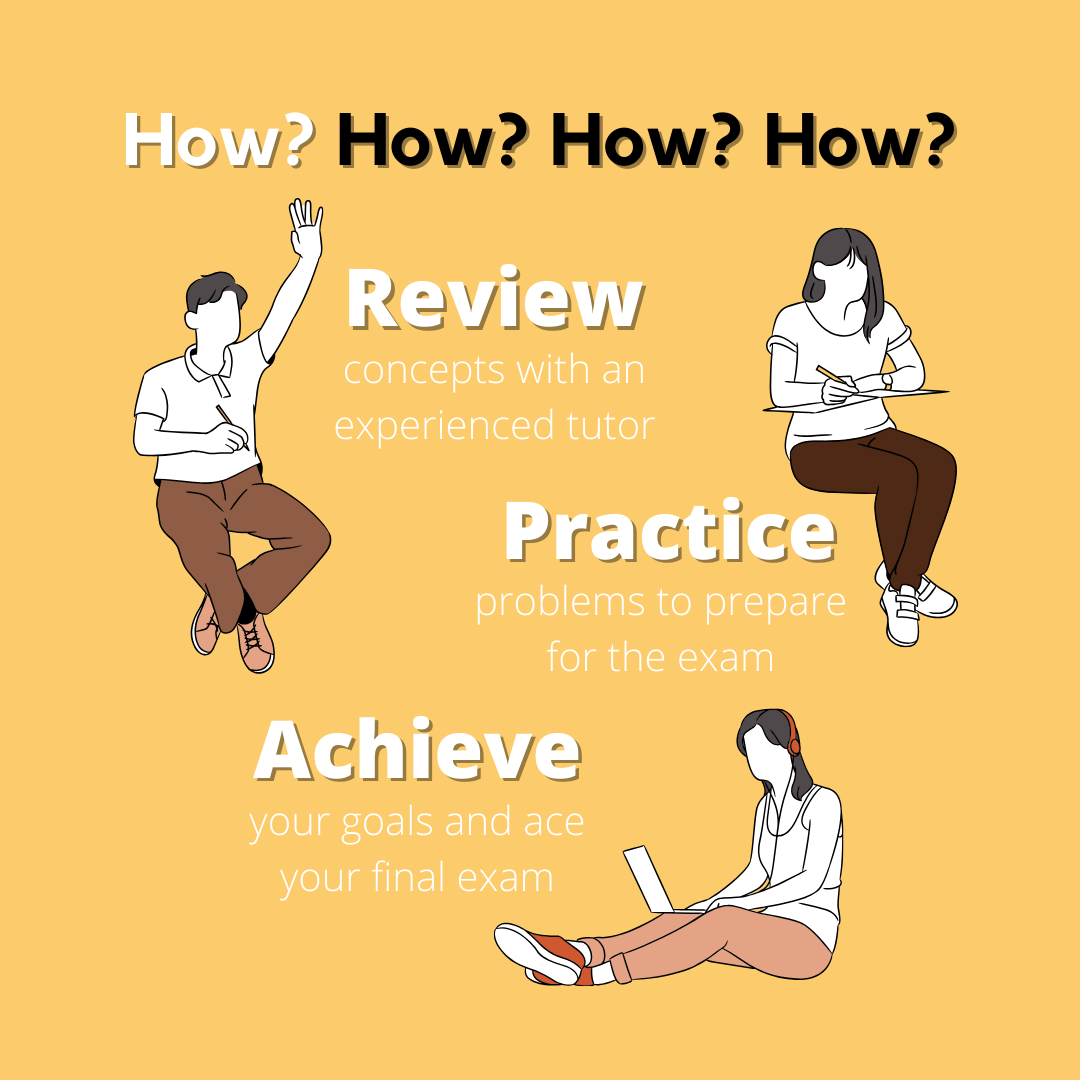 How? How? How? How?
Review
concepts with an
experienced tutor
Practice
problems to prepare
for the exam
Achieve
your goals and ace
your final exam